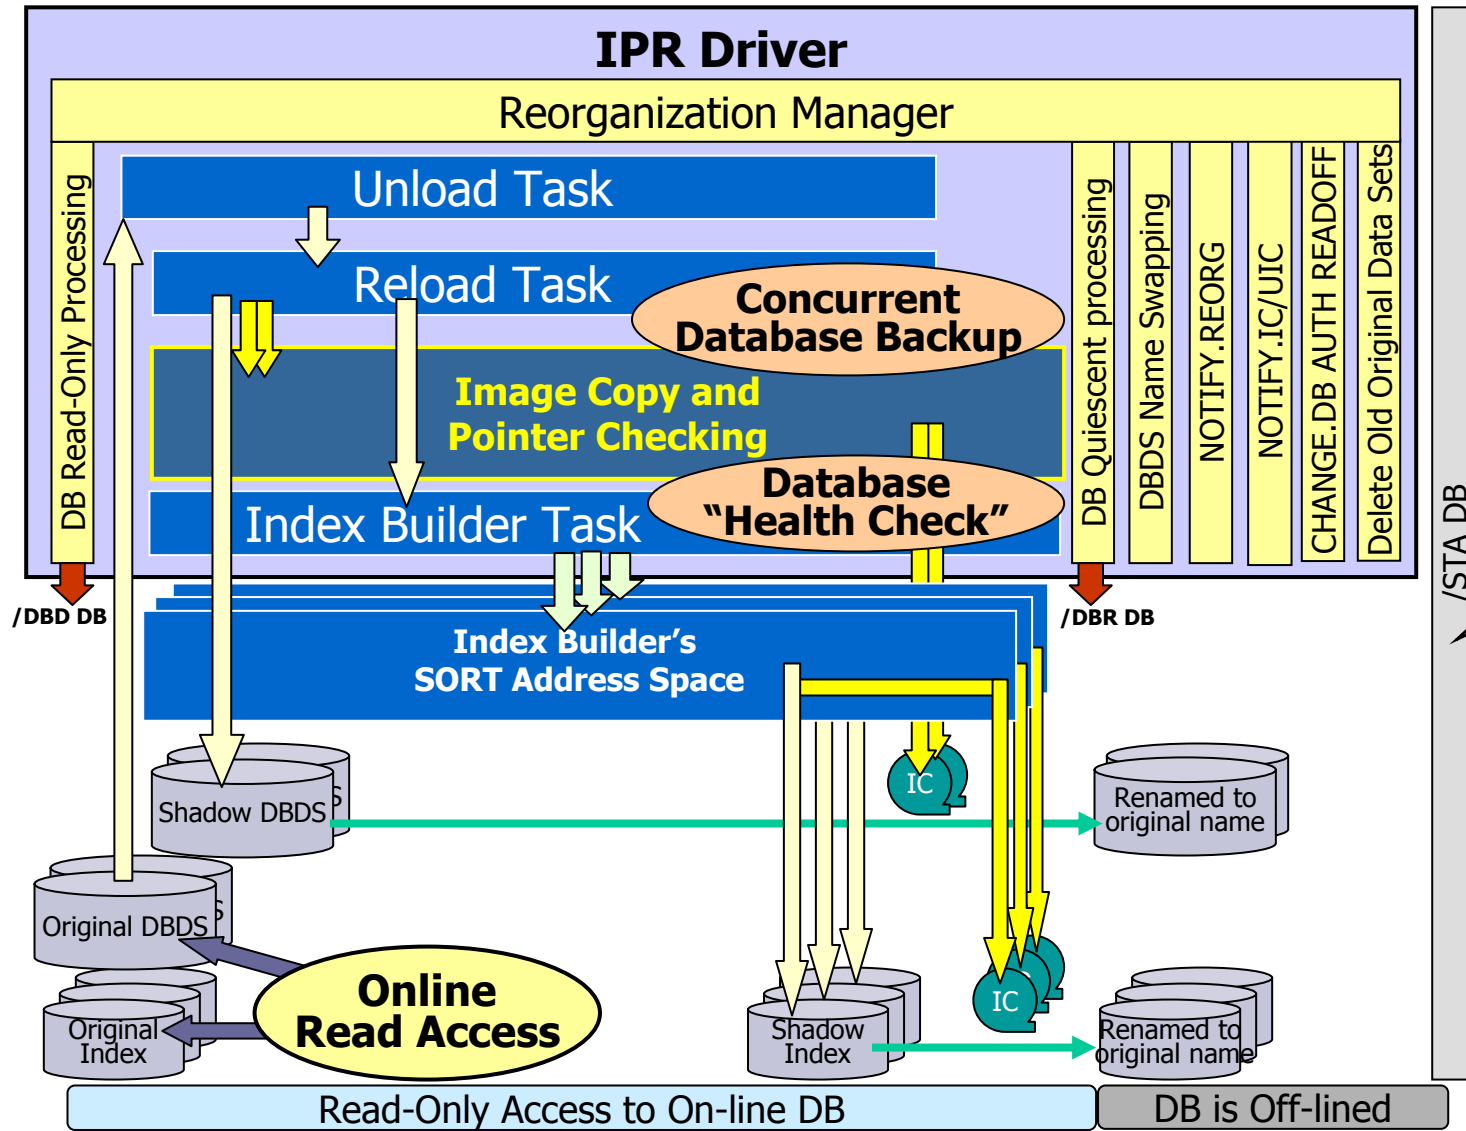 IPR Driver
Reorganization Manager
DB Read-Only Processing
Unload Task
Reload Task
Concurrent
Database Backup
Image Copy and
Pointer Checking
Database
“Health Check”
Index Builder Task
DB Quiescent processing
DBDS Name Swapping
NOTIFY.REORG
NOTIFY.IC/UIC
CHANGE.DB AUTH READOFF
Delete Old Original Data Sets
/STA DB
/DBD DB
/DBR DB
Index Builder’s
SORT Address Space
IC
Shadow DBDS
S
Renamed to
original name
Original DBDS
S
Online
Read Access
Original
Index
Shadow
Index
IC
Renamed to
original name
Read-Only Access to On-line DB
DB is Off-lined